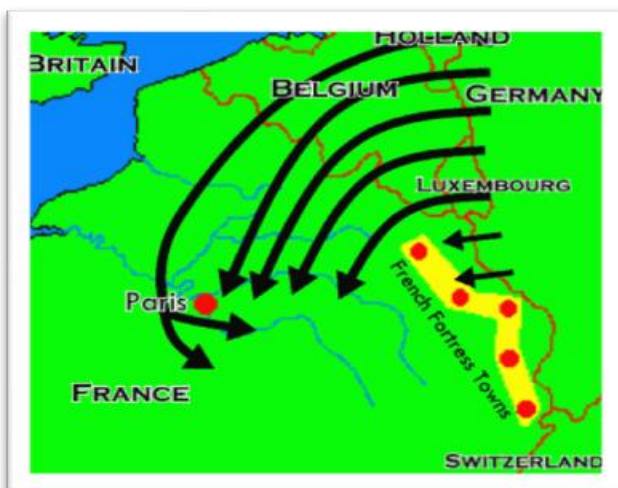 HOLLAND
BRITAIN
BELGIUM
GERMANY
LUXEMBOURG
Paris
French Fortress Towns
FRANCE
SWITZERLAND